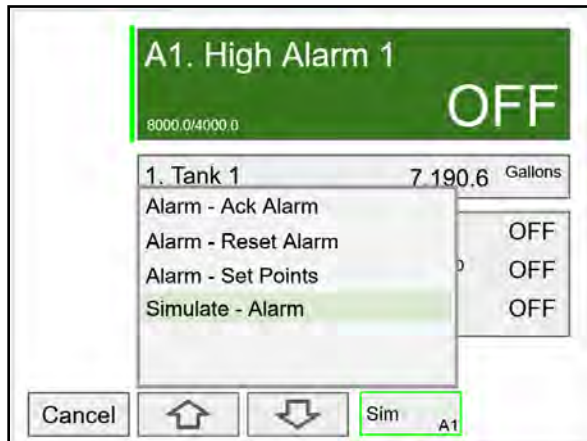 A1. High Alarm 1
OFF
8000.0/4000.0
1. Tank 1 7,190.6 Gallons
Alarm - Ack Alarm
OFF
Alarm - Reset Alarm
OFF
Alarm - Set Points
OFF
Simulate - Alarm
Cancel
Sim A1